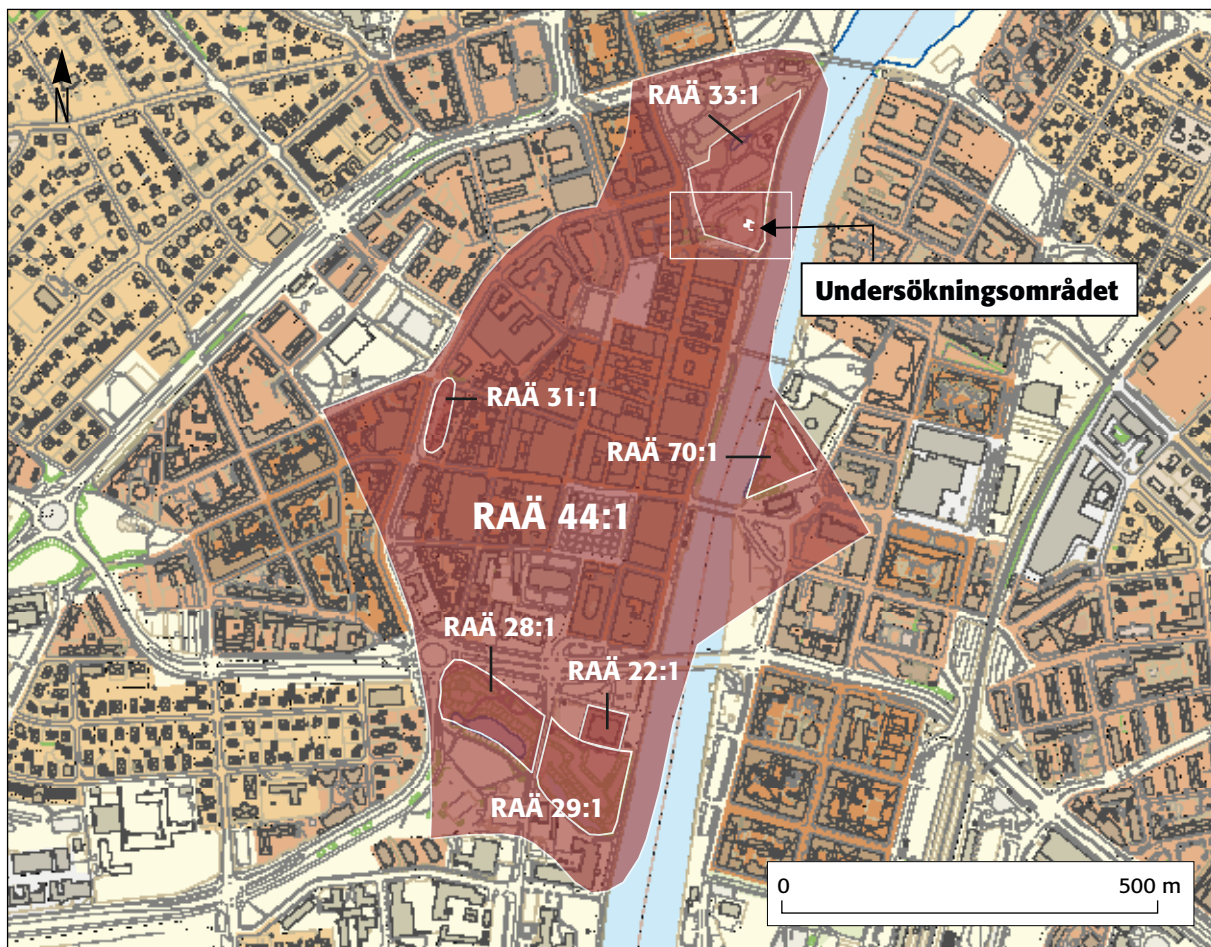 N
RAÄ 33:1
Undersökningsområdet
RAÄ 31:1
RAÄ 70:1
RAÄ 44:1
RAÄ 28:1
RAÄ 22:1
RAÄ 29:1
0 500 m